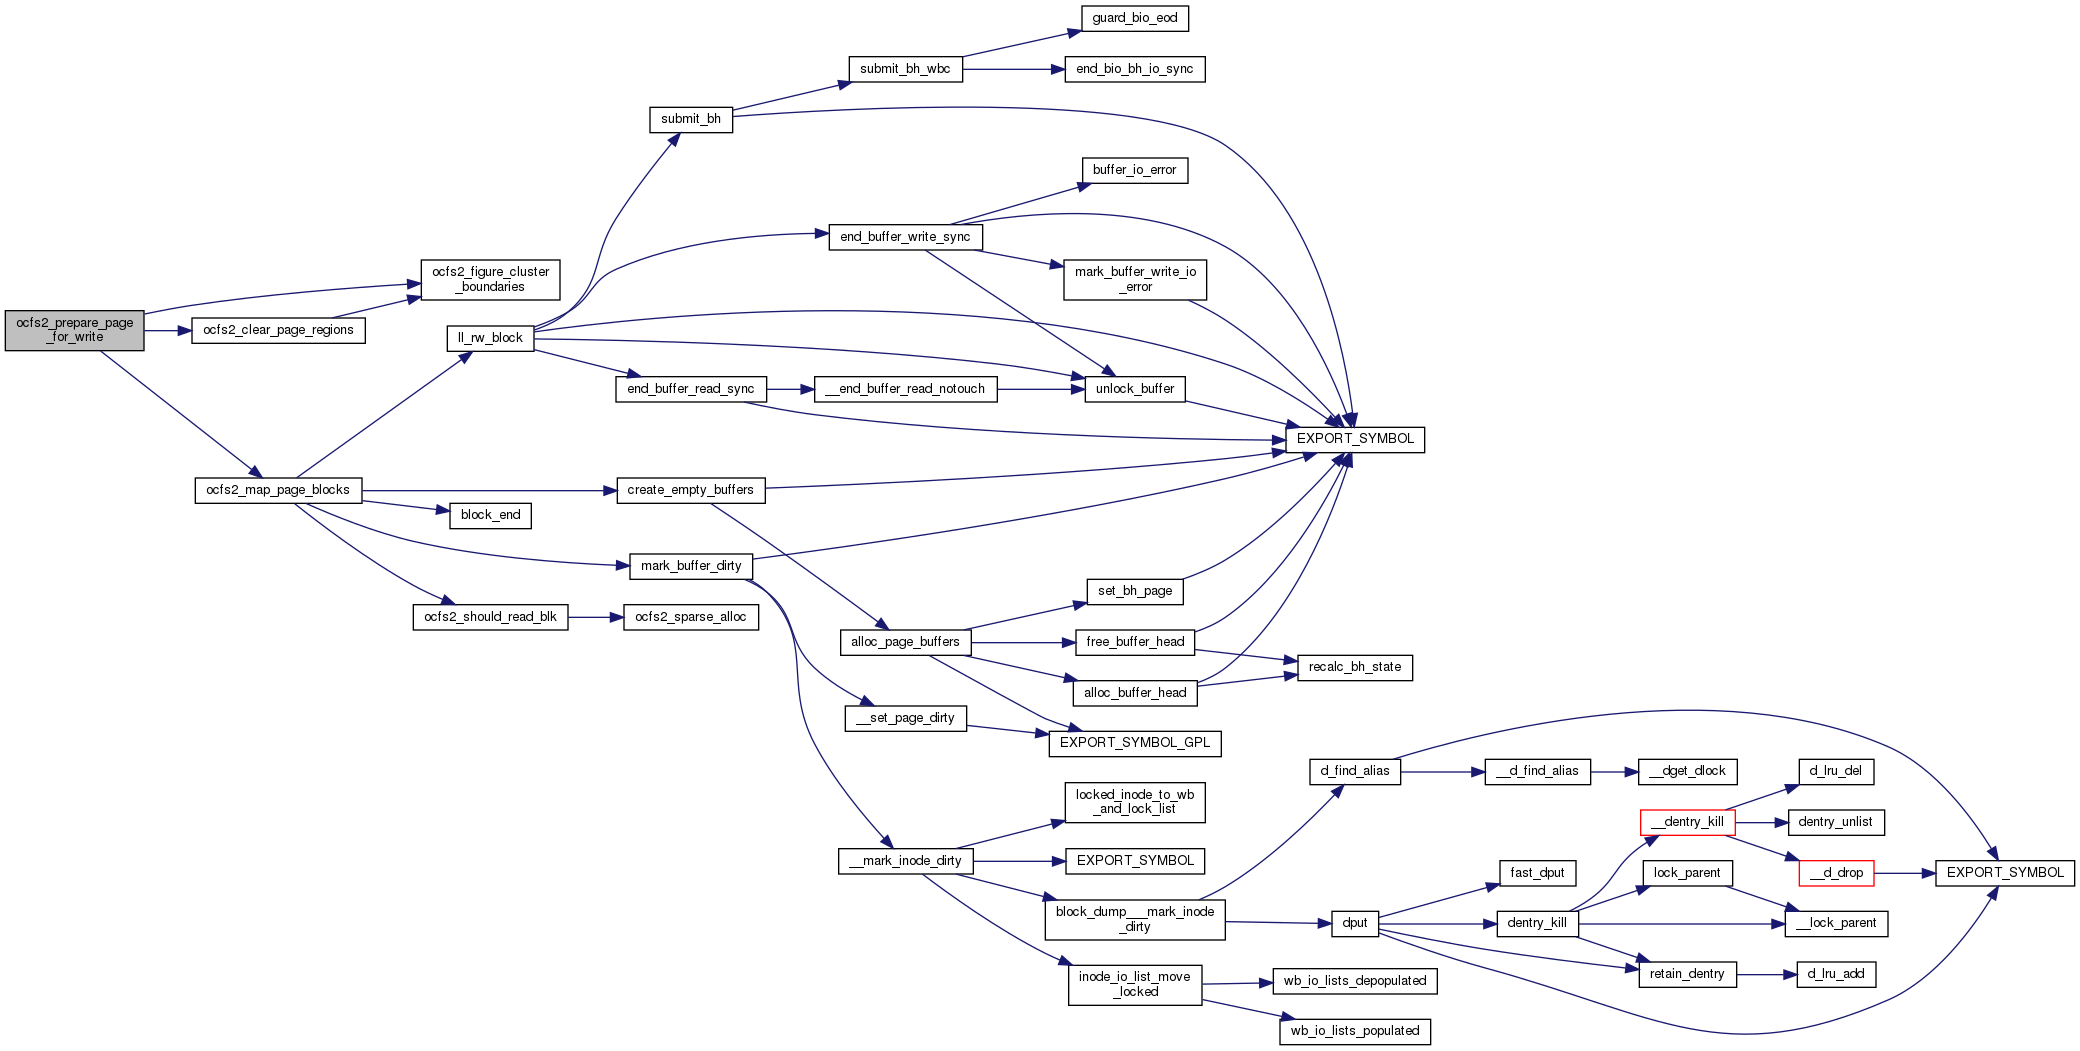 guard_bio_eod
submit_bh_wbc
end_bio_bh_io_sync
submit_bh
buffer_io_error
end_buffer_write_sync
mark_buffer_write_io
_error
ocfs2_figure_cluster
_boundaries
ocfs2_prepare_page
_for_write
ocfs2_clear_page_regions
ll_rw_block
end_buffer_read_sync
__end_buffer_read_notouch
unlock_buffer
EXPORT_SYMBOL
ocfs2_map_page_blocks
create_empty_buffers
block_end
mark_buffer_dirty
ocfs2_should_read_blk
ocfs2_sparse_alloc
set_bh_page
alloc_page_buffers
free_buffer_head
recalc_bh_state
alloc_buffer_head
__set_page_dirty
EXPORT_SYMBOL_GPL
d_find_alias
__d_find_alias
__dget_dlock
d_lru_del
locked_inode_to_wb
_and_lock_list
__dentry_kill
dentry_unlist
__mark_inode_dirty
EXPORT_SYMBOL
fast_dput
lock_parent
__d_drop
EXPORT_SYMBOL
block_dump___mark_inode
_dirty
dput
dentry_kill
__lock_parent
inode_io_list_move
_locked
wb_io_lists_depopulated
retain_dentry
d_lru_add
wb_io_lists_populated